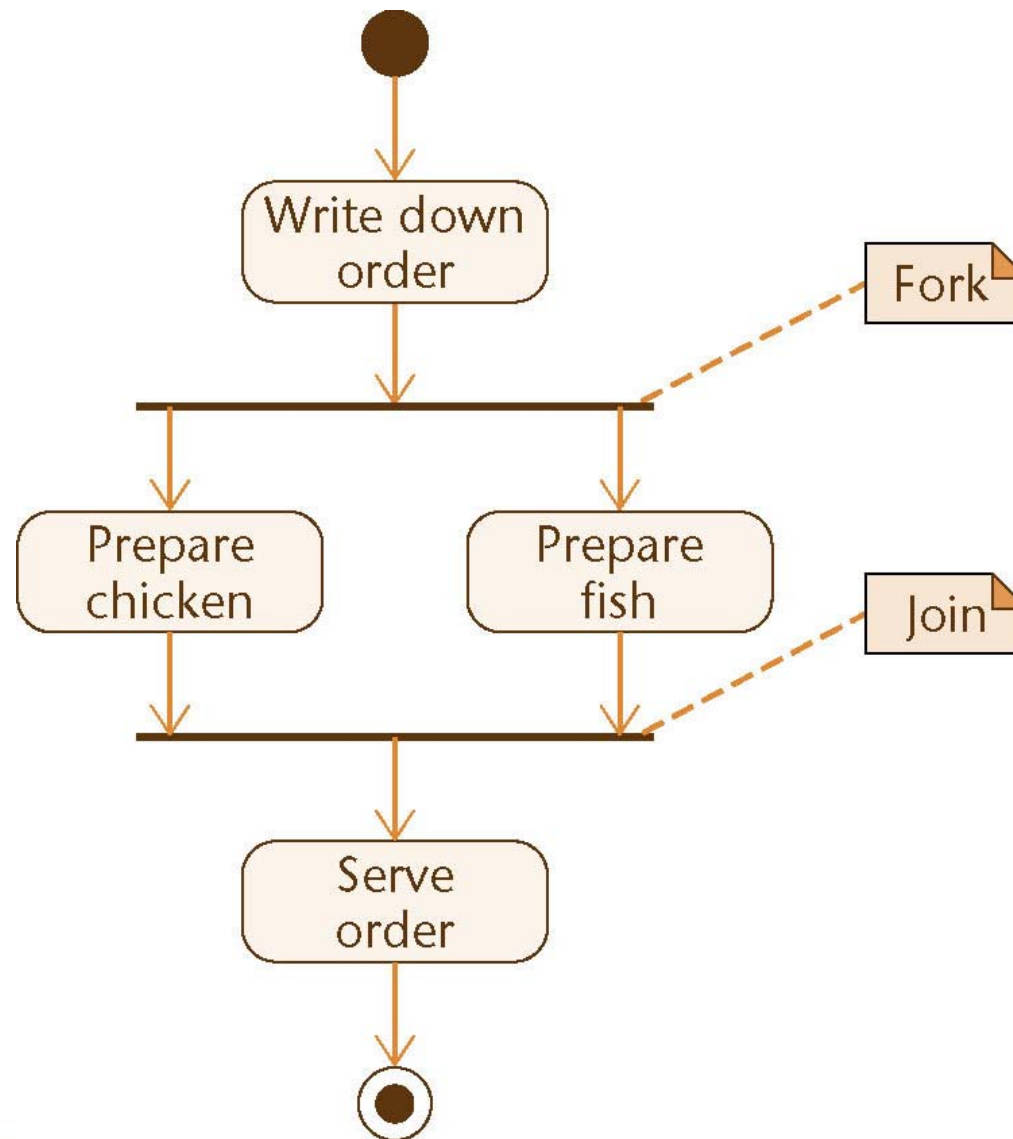 Write down
order
Fork
Prepare
chicken
Prepare
fish
Join
Serve
order